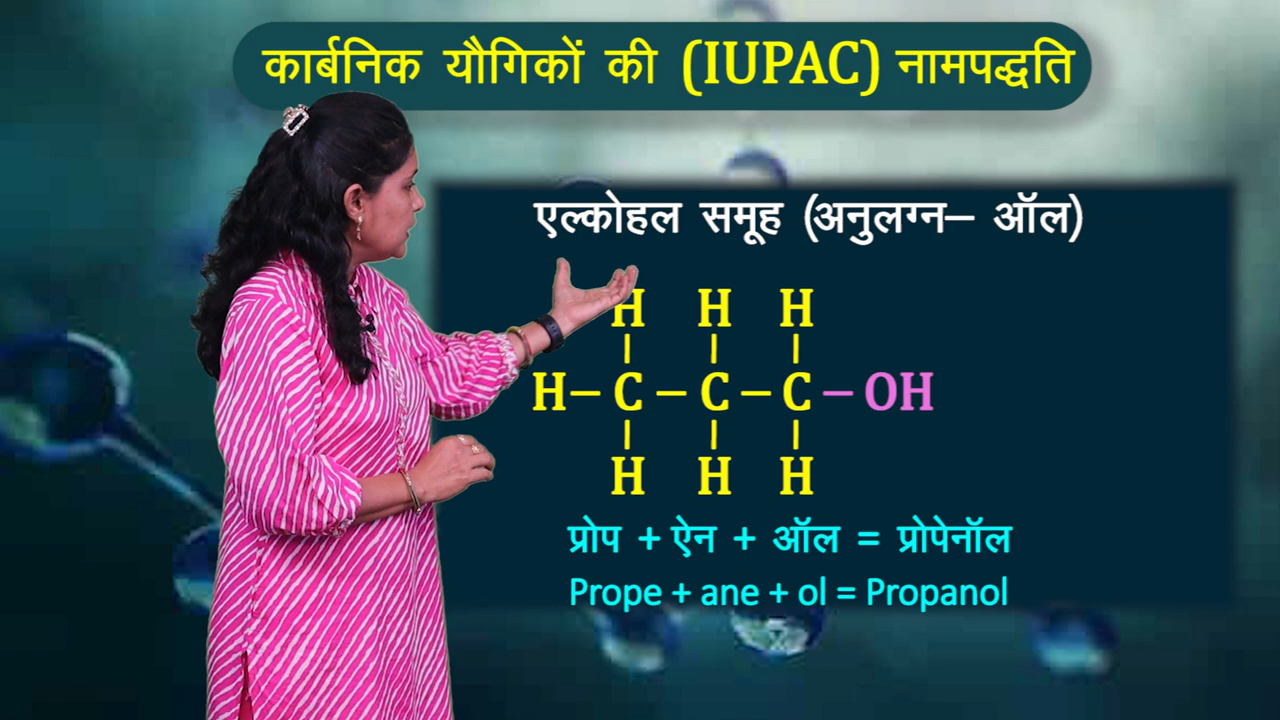 कार्बनिक यौगिकों की (IUPAC) नामपद्धति
एल्कोहल समूह (अनुलग्न– ऑल)
H H H
H– C – C – C – OH
H H H
प्रोप + ऐन + ऑल = प्रोपेनॉल
Prope + ane + ol = Propanol